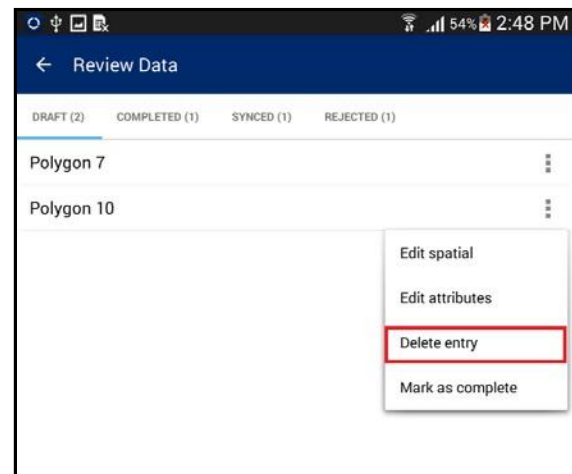 54% 2:48 PM
Review Data
DRAFT (2) COMPLETED (1) SYNCED (1) REJECTED (1)
Polygon 7
Polygon 10
Edit spatial
Edit attributes
Delete entry
Mark as complete